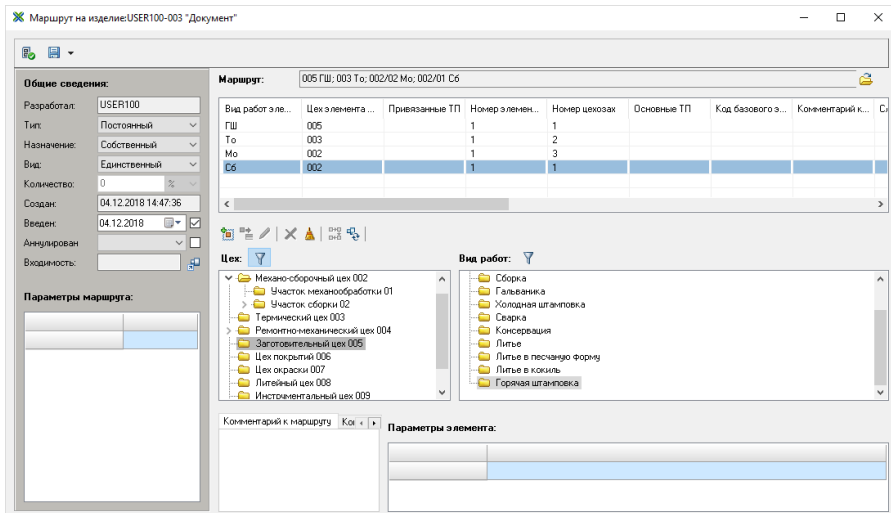 Маршрут на изделие:USER100-003 "Документ"
Общие сведения:
Разработал: USER100
Тип: Постоянный
Назначение: Собственный
Вид: Единственный
Количество: 0 %
Создан: 04.12.2018 14:47:36
Введен: 04.12.2018
Аннулирован
Входимость:
Параметры маршрута:
Маршрут: 005 ГШ; 003 То; 002/02 Мо; 002/01 Сб
Вид работ эле... Цех элемента ... Привязанные ТП Номер элемен... Номер цехозах Основные ТП Код базового э... Комментарий к...
ГШ 005 1 1
То 003 1 2
Мо 002 1 3
Сб 002 1 1
Цех:
Механо-сборочный цех 002
Участок механообработки 01
Участок сборки 02
Термический цех 003
Ремонтно-механический цех 004
Заготовительный цех 005
Цех покрытий 006
Цех окраски 007
Литейный цех 008
Инструментальный цех 009
Вид работ:
Сборка
Гальваника
Холодная штамповка
Сварка
Консервация
Литье
Литье в песчаную форму
Литье в кокиль
Горячая штамповка
Комментарий к маршруту
Параметры элемента: